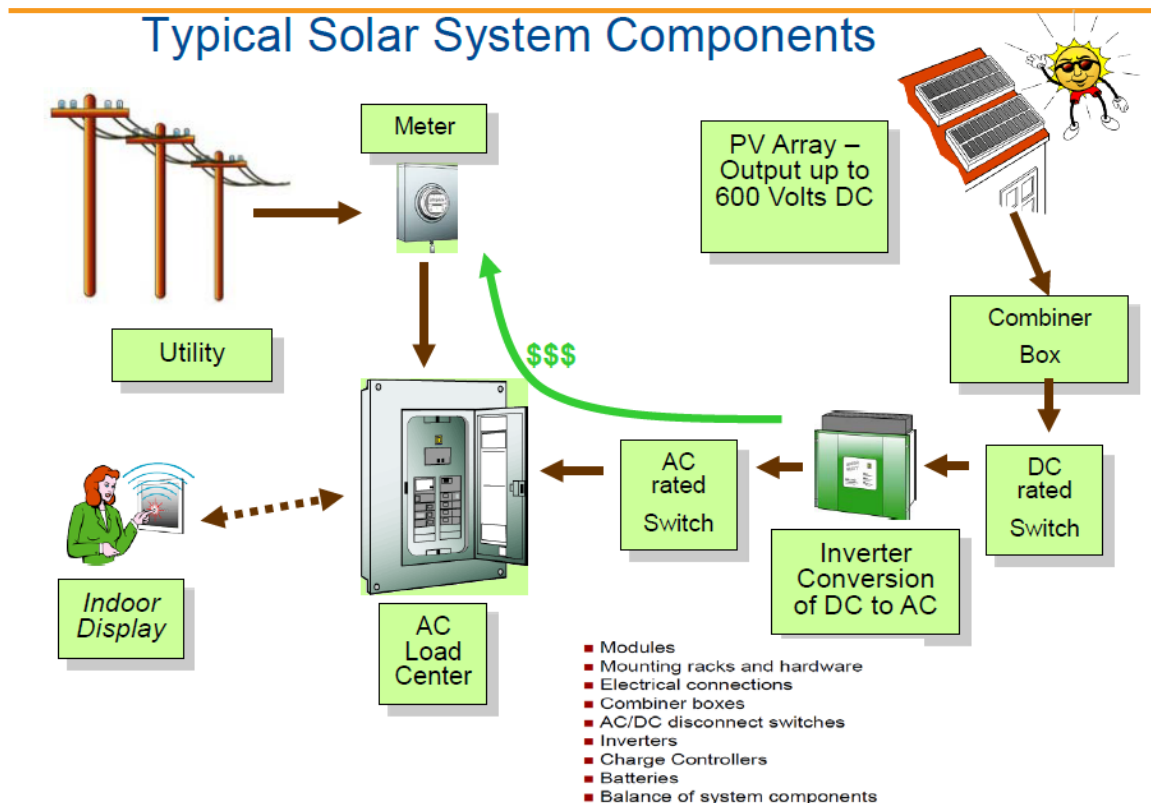 Typical Solar System Components
Meter
PV Array –
Output up to
600 Volts DC
Utility
Combiner
Box
$$$
AC
rated
Switch
DC
rated
Switch
Inverter
Conversion
of DC to AC
Indoor
Display
AC
Load
Center
■ Modules
■ Mounting racks and hardware
■ Electrical connections
■ Combiner boxes
■ AC/DC disconnect switches
■ Inverters
■ Charge Controllers
■ Batteries
■ Balance of system components